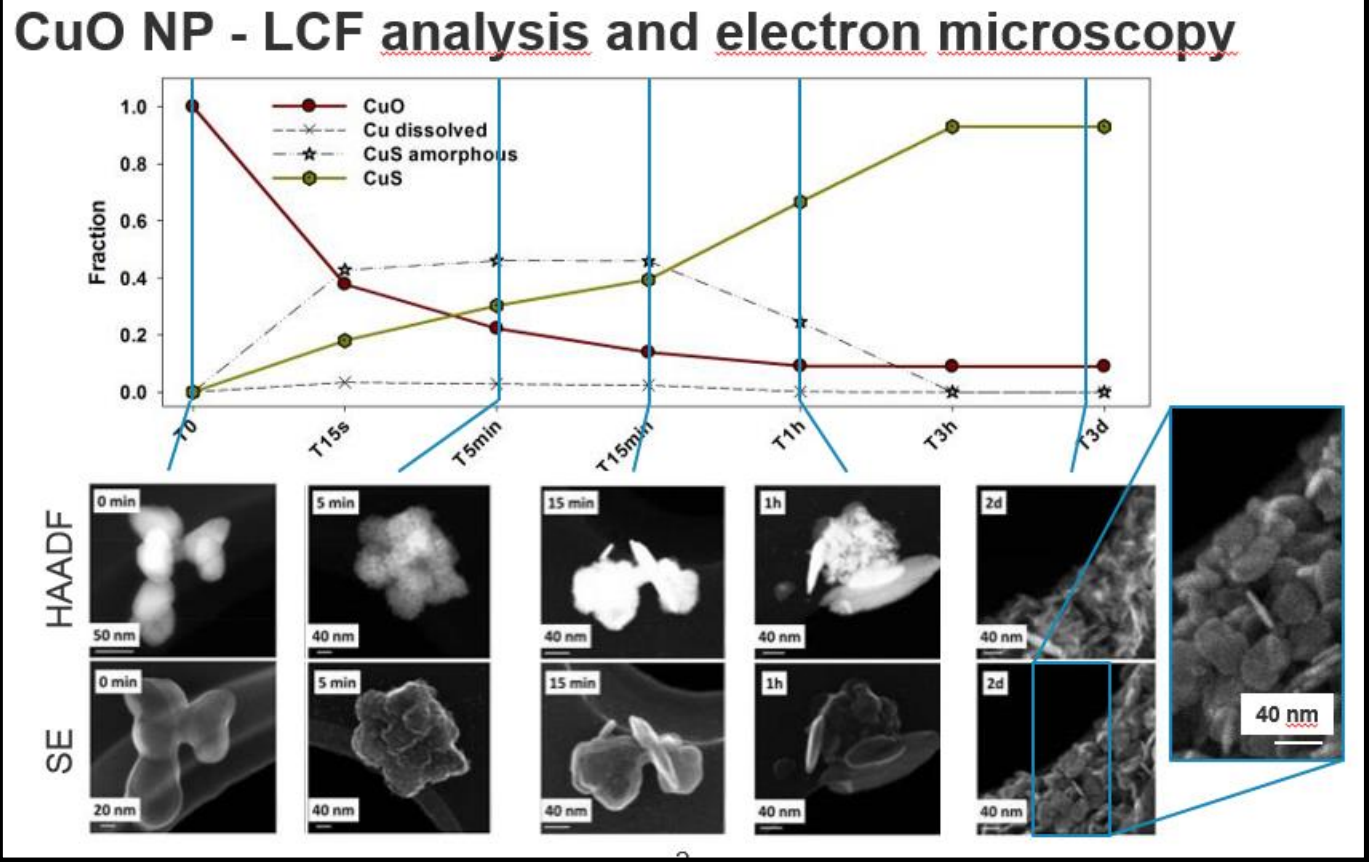 CuO NP - LCF analysis and electron microscopy
Fraction
1.0
0.8
0.6
0.4
0.2
0.0
CuO
Cu dissolved
CuS amorphous
CuS
T0
T15s
T5min
T15min
T1h
T3h
T3d
HAADF
0 min
50 nm
5 min
40 nm
15 min
40 nm
1h
40 nm
2d
40 nm
SE
0 min
20 nm
5 min
40 nm
15 min
40 nm
1h
40 nm
2d
40 nm
40 nm